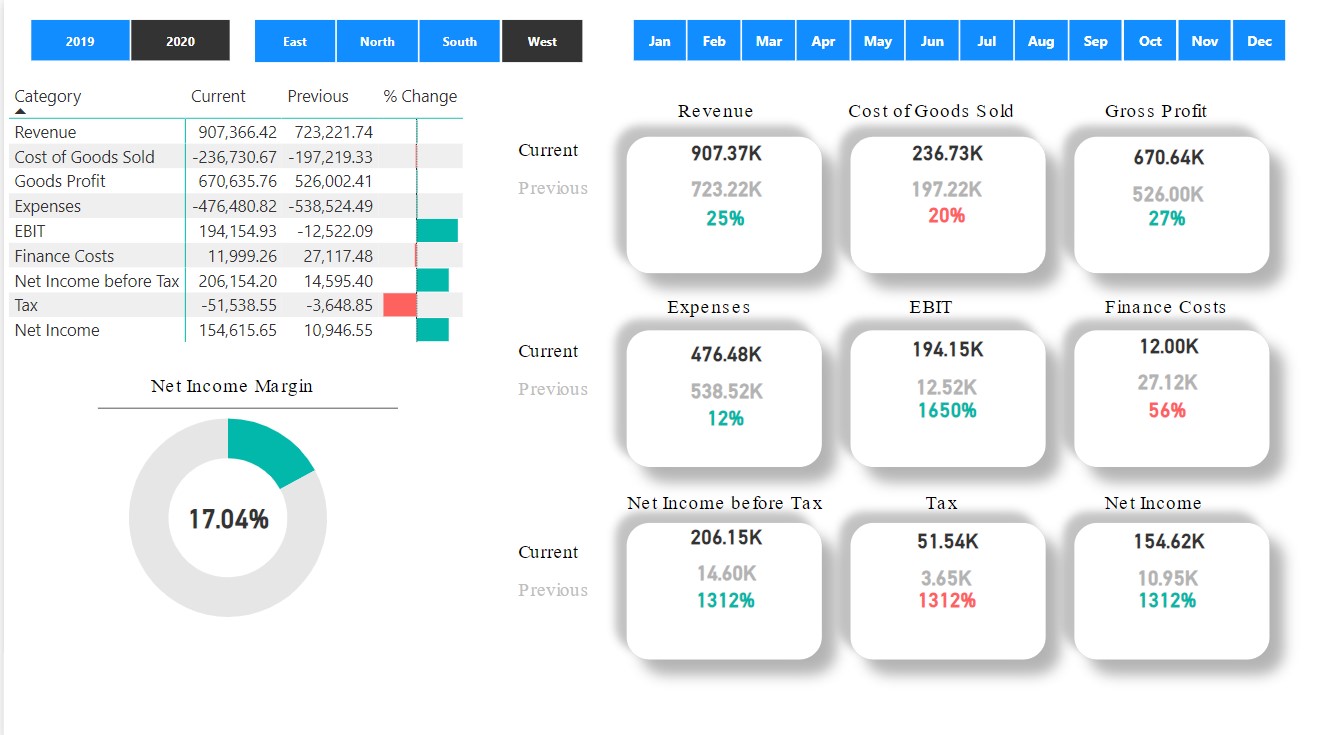 2019 2020 East North South West Jan Feb Mar Apr May Jun Jul Aug Sep Oct Nov Dec
Category Current Previous % Change
Revenue 907,366.42 723,221.74
Cost of Goods Sold -236,730.67 -197,219.33
Goods Profit 670,635.76 526,002.41
Expenses -476,480.82 -538,524.49
EBIT 194,154.93 -12,522.09
Finance Costs 11,999.26 27,117.48
Net Income before Tax 206,154.20 14,595.40
Tax -51,538.55 -3,648.85
Net Income 154,615.65 10,946.55
Net Income Margin
17.04%
Revenue Cost of Goods Sold Gross Profit
Current 907.37K 236.73K 670.64K
Previous 723.22K 197.22K 526.00K
25% 20% 27%
Expenses EBIT Finance Costs
Current 476.48K 194.15K 12.00K
Previous 538.52K 12.52K 27.12K
12% 1650% 56%
Net Income before Tax Tax Net Income
Current 206.15K 51.54K 154.62K
Previous 14.60K 3.65K 10.95K
1312% 1312% 1312%